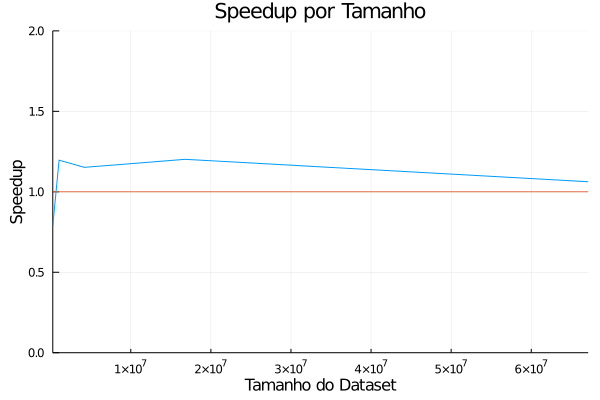 Speedup por Tamanho
Speedup
2.0
1.5
1.0
0.5
0.0
1×10⁷ 2×10⁷ 3×10⁷ 4×10⁷ 5×10⁷ 6×10⁷
Tamanho do Dataset